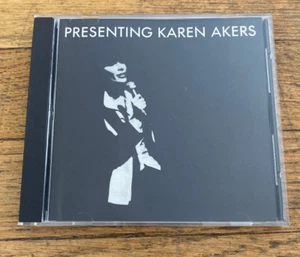 PRESENTING KAREN AKERS